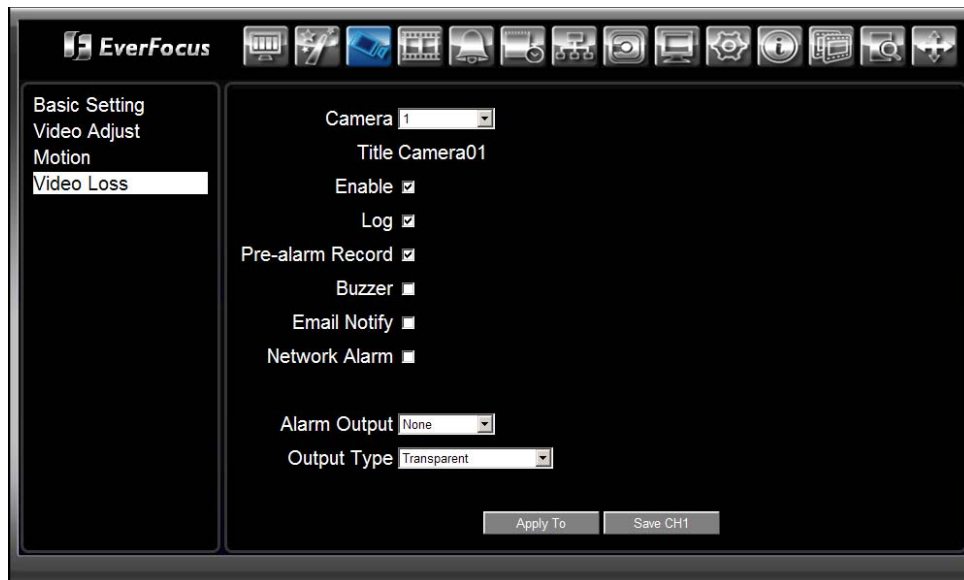 EverFocus
Basic Setting
Video Adjust
Motion
Video Loss
Camera 1
Title Camera01
Enable
Log
Pre-alarm Record
Buzzer
Email Notify
Network Alarm
Alarm Output None
Output Type Transparent
Apply To Save CH1